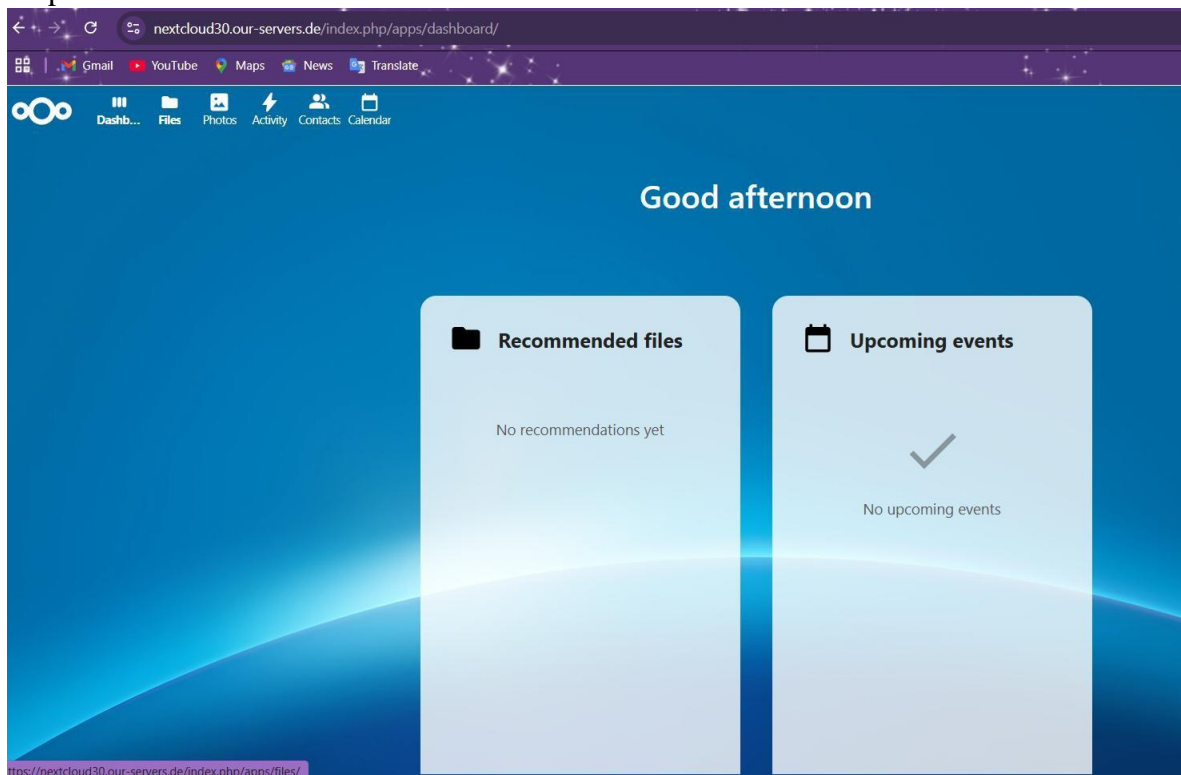 nextcloud30.our-servers.de/index.php/apps/dashboard/
Gmail YouTube Maps News Translate
Dashb... Files Photos Activity Contacts Calendar
Good afternoon
Recommended files Upcoming events
No recommendations yet
No upcoming events
ttps://nextcloud30.our-servers.de/index.php/apps/files/